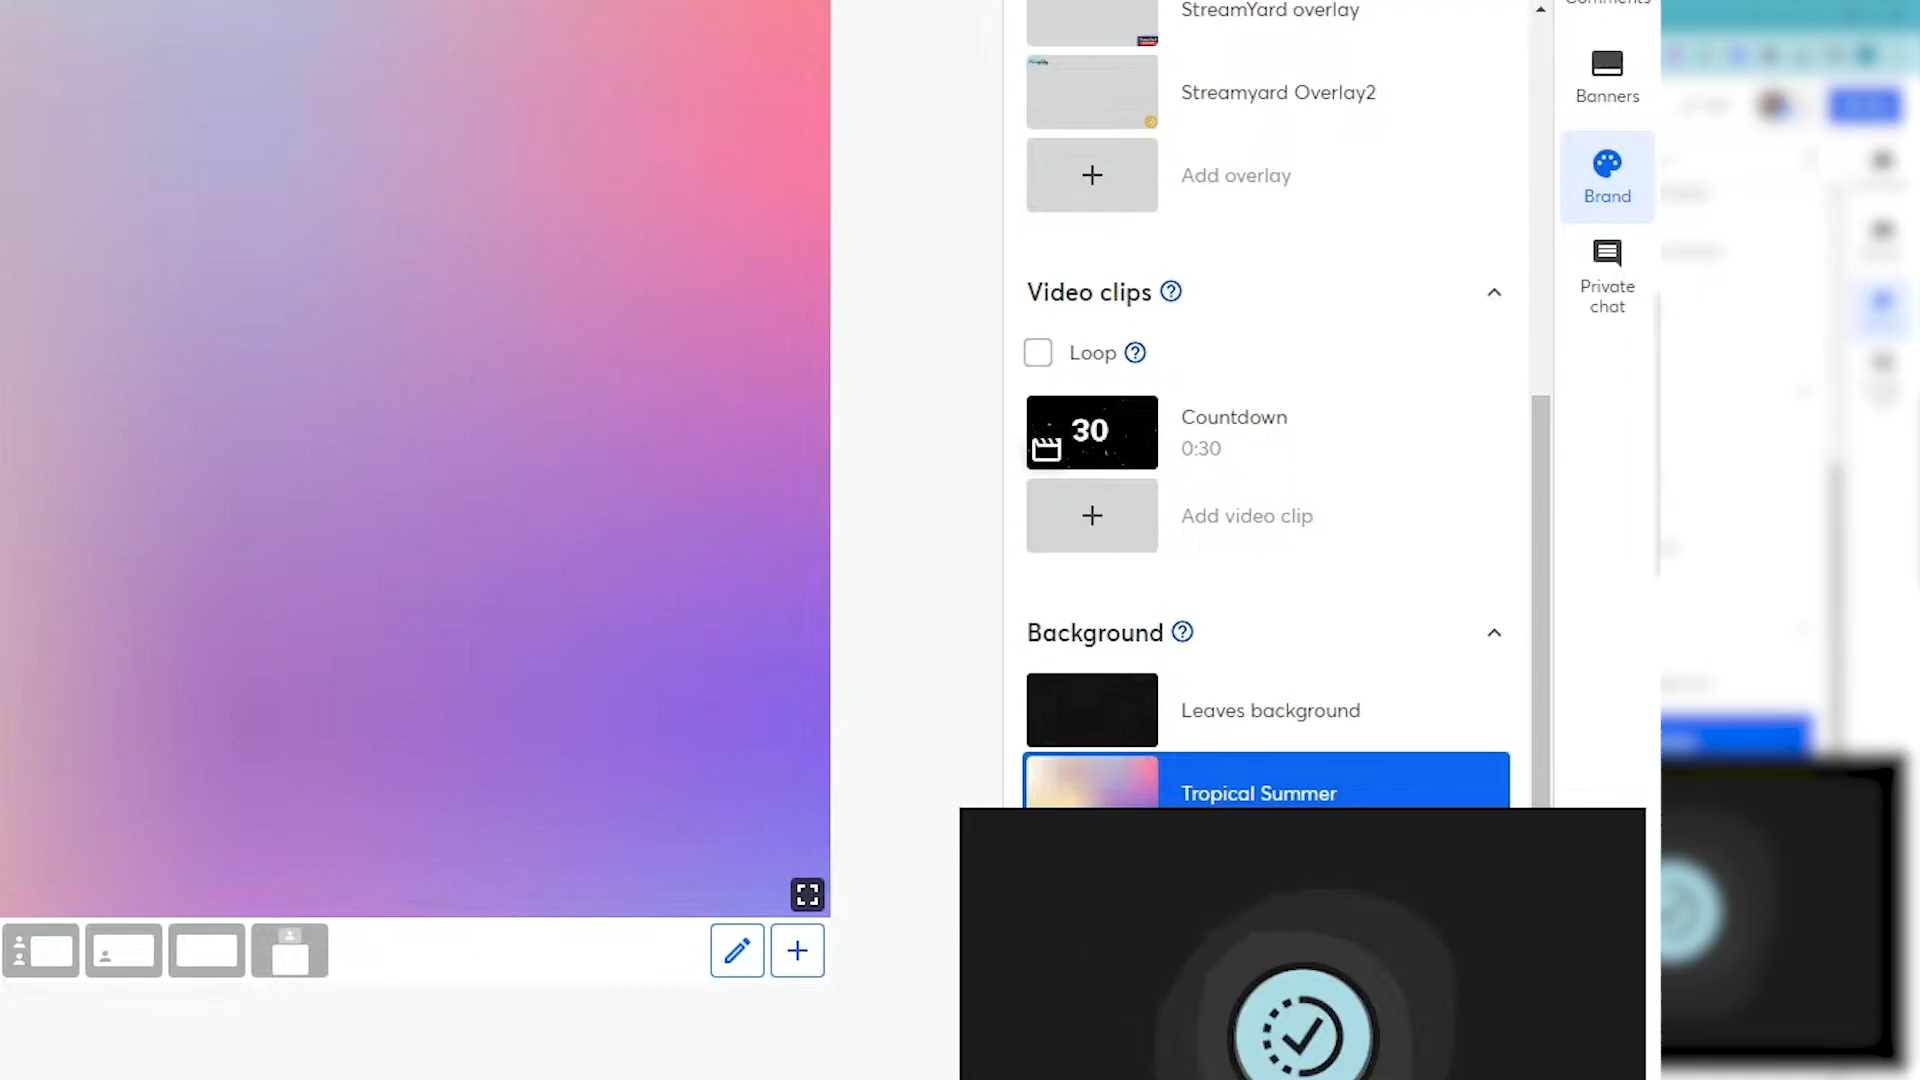 StreamYard overlay
Comments
Streamyard Overlay2
Banners
Add overlay
Brand
Video clips
Private
chat
Loop
30
Countdown
0:30
Add video clip
Background
Leaves background
Tropical Summer